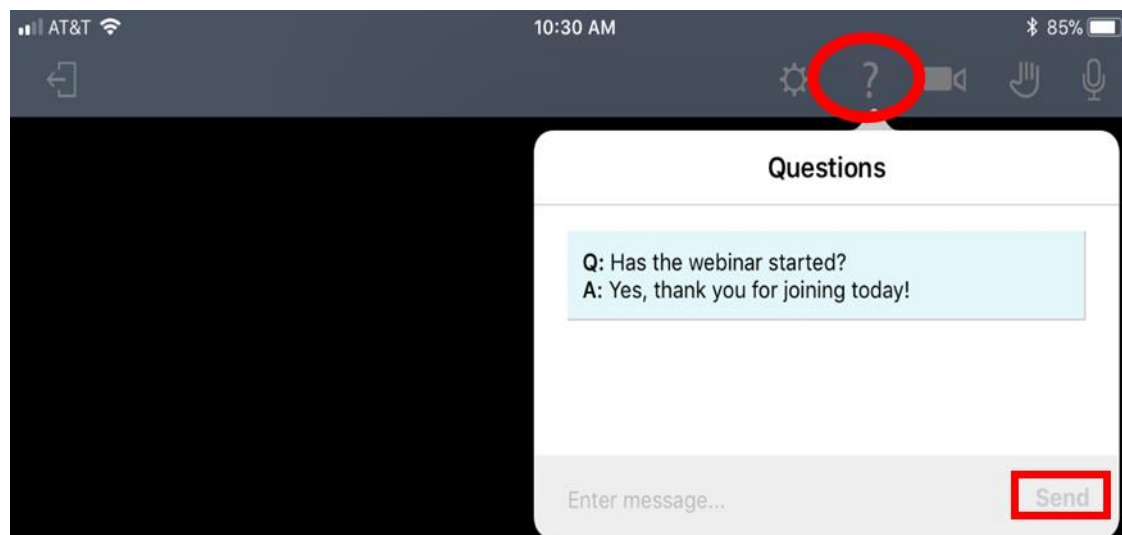 AT&T 10:30 AM 85%
?
Questions
Q: Has the webinar started?
A: Yes, thank you for joining today!
Enter message... Send